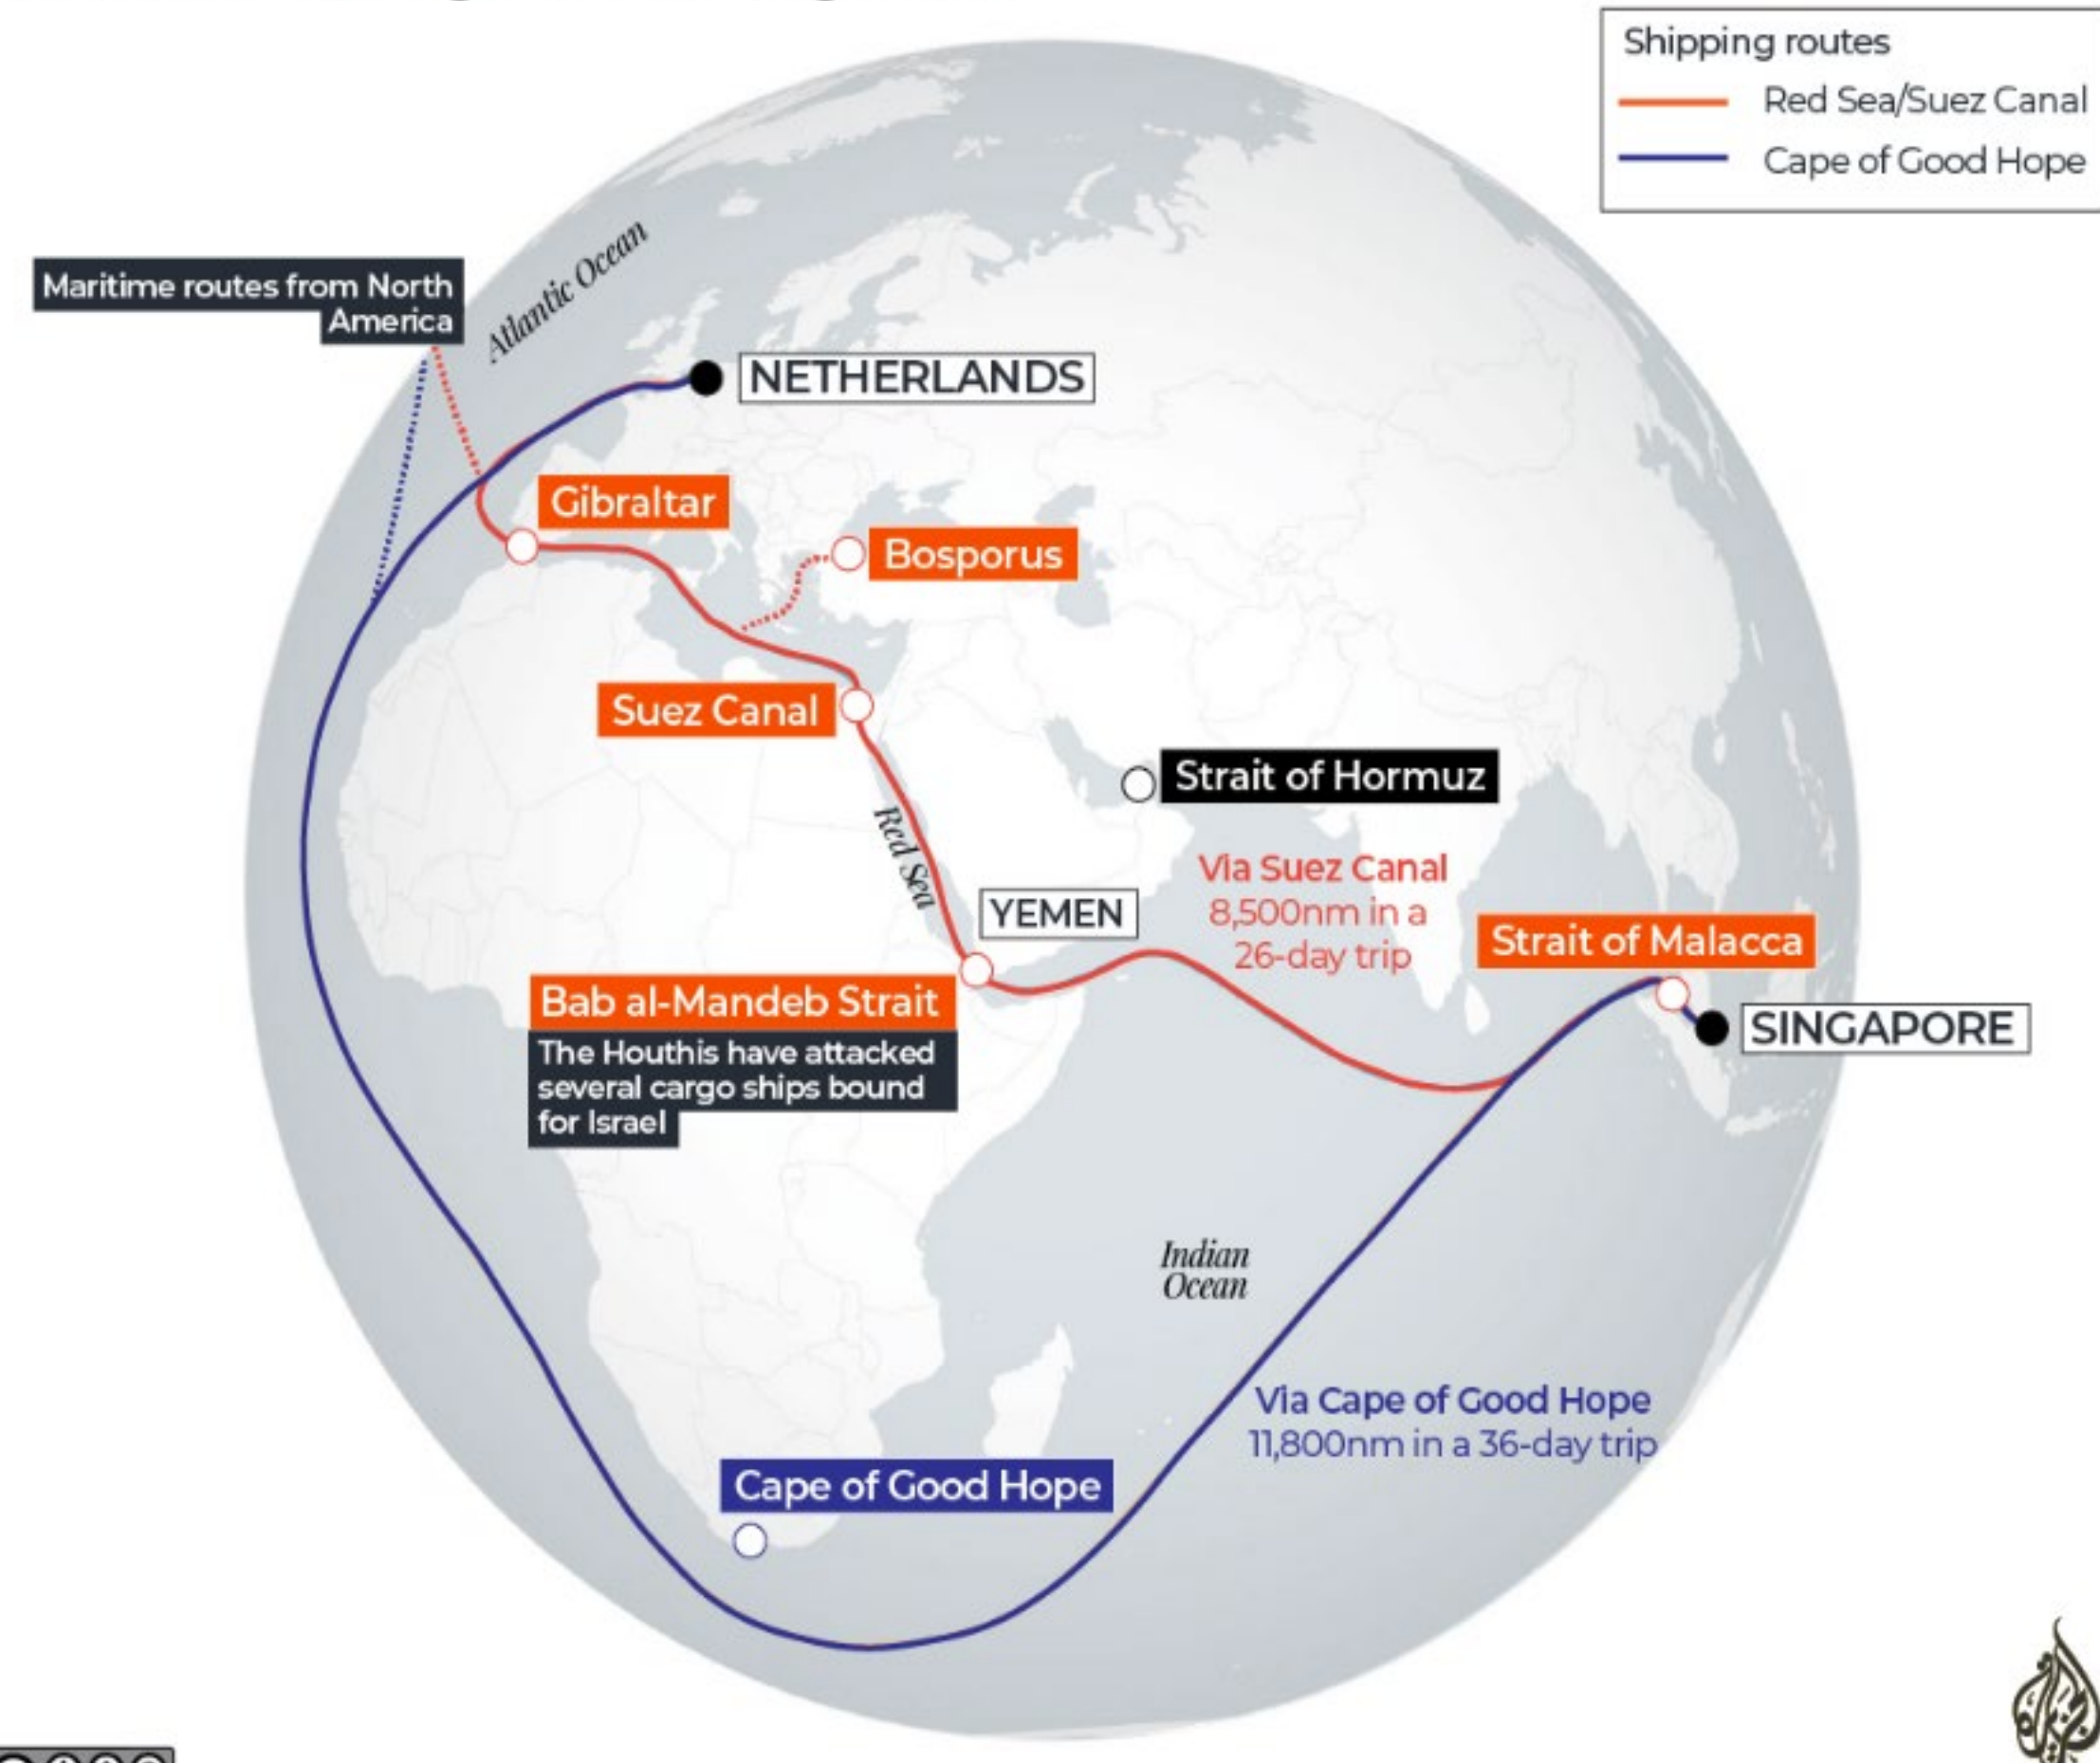 Shipping routes
Red Sea/Suez Canal
Cape of Good Hope
Maritime routes from North
America
Atlantic Ocean
NETHERLANDS
Gibraltar
Bosporus
Suez Canal
Strait of Hormuz
Red Sea
Via Suez Canal
8,500nm in a
26-day trip
YEMEN
Strait of Malacca
SINGAPORE
Bab al-Mandeb Strait
The Houthis have attacked
several cargo ships bound
for Israel
Indian
Ocean
Via Cape of Good Hope
11,800nm in a 36-day trip
Cape of Good Hope